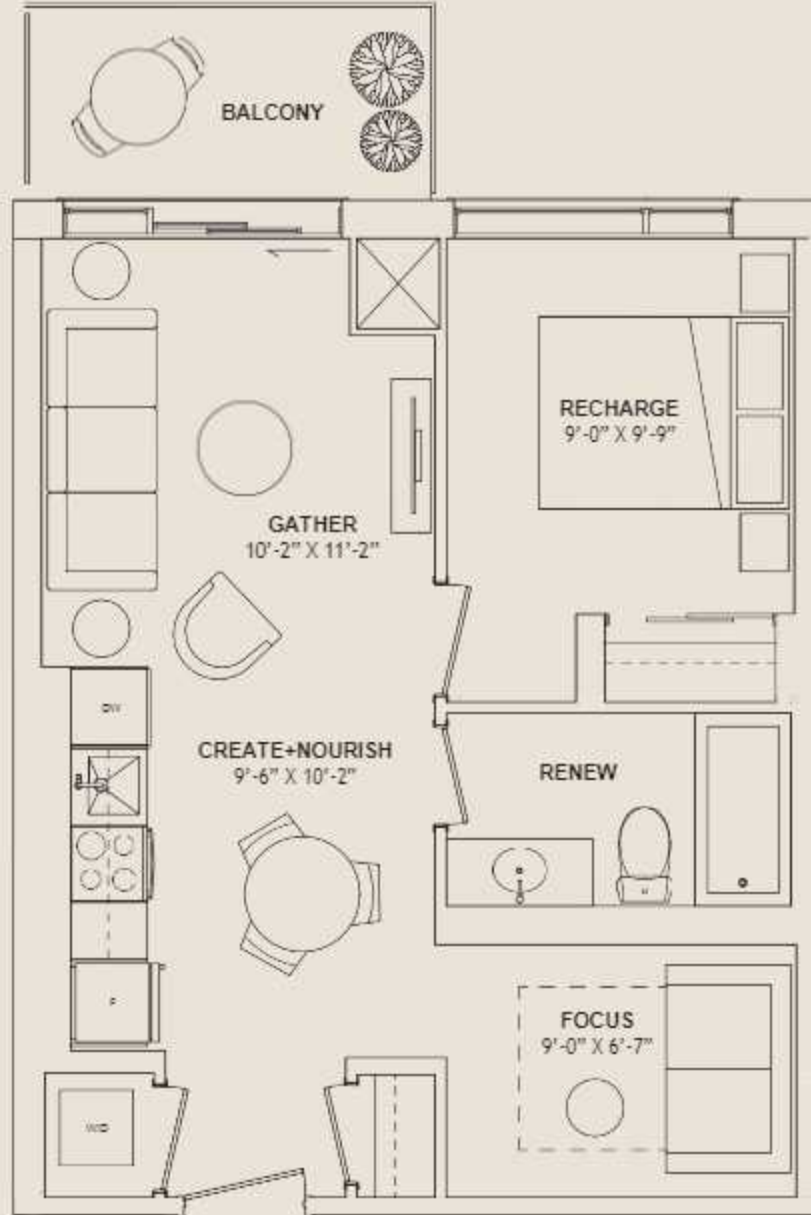 BALCONY
RECHARGE
9'-0" X 9'-9"
GATHER
10'-2" X 11'-2"
DW
CREATE+NOURISH
9'-6" X 10'-2"
RENEW
F
FOCUS
9'-0" X 6'-7"
W/D